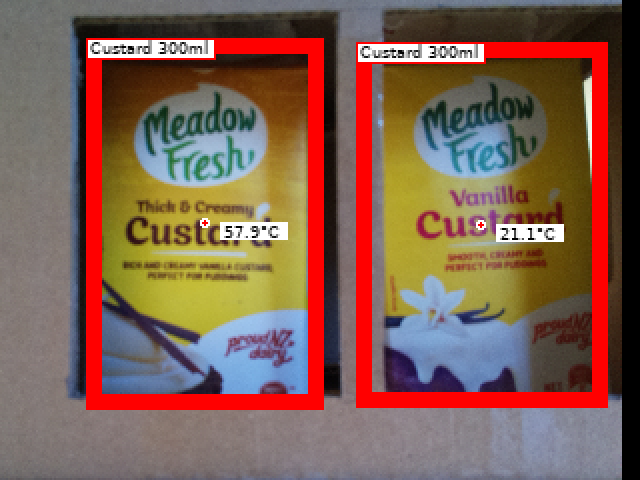 Custard 300ml
Meadow
Fresh
Thick & Creamy
Custard
57.9°C
RICH AND CREAMY VANILLA CUSTARD,
PERFECT FOR PUDDINGS
proud NZ
dairy
Custard 300ml
Meadow
Fresh
Vanilla
Custard
21.1°C
SMOOTH, CREAMY AND
PERFECT FOR PUDDINGS
proud NZ
dairy
NET